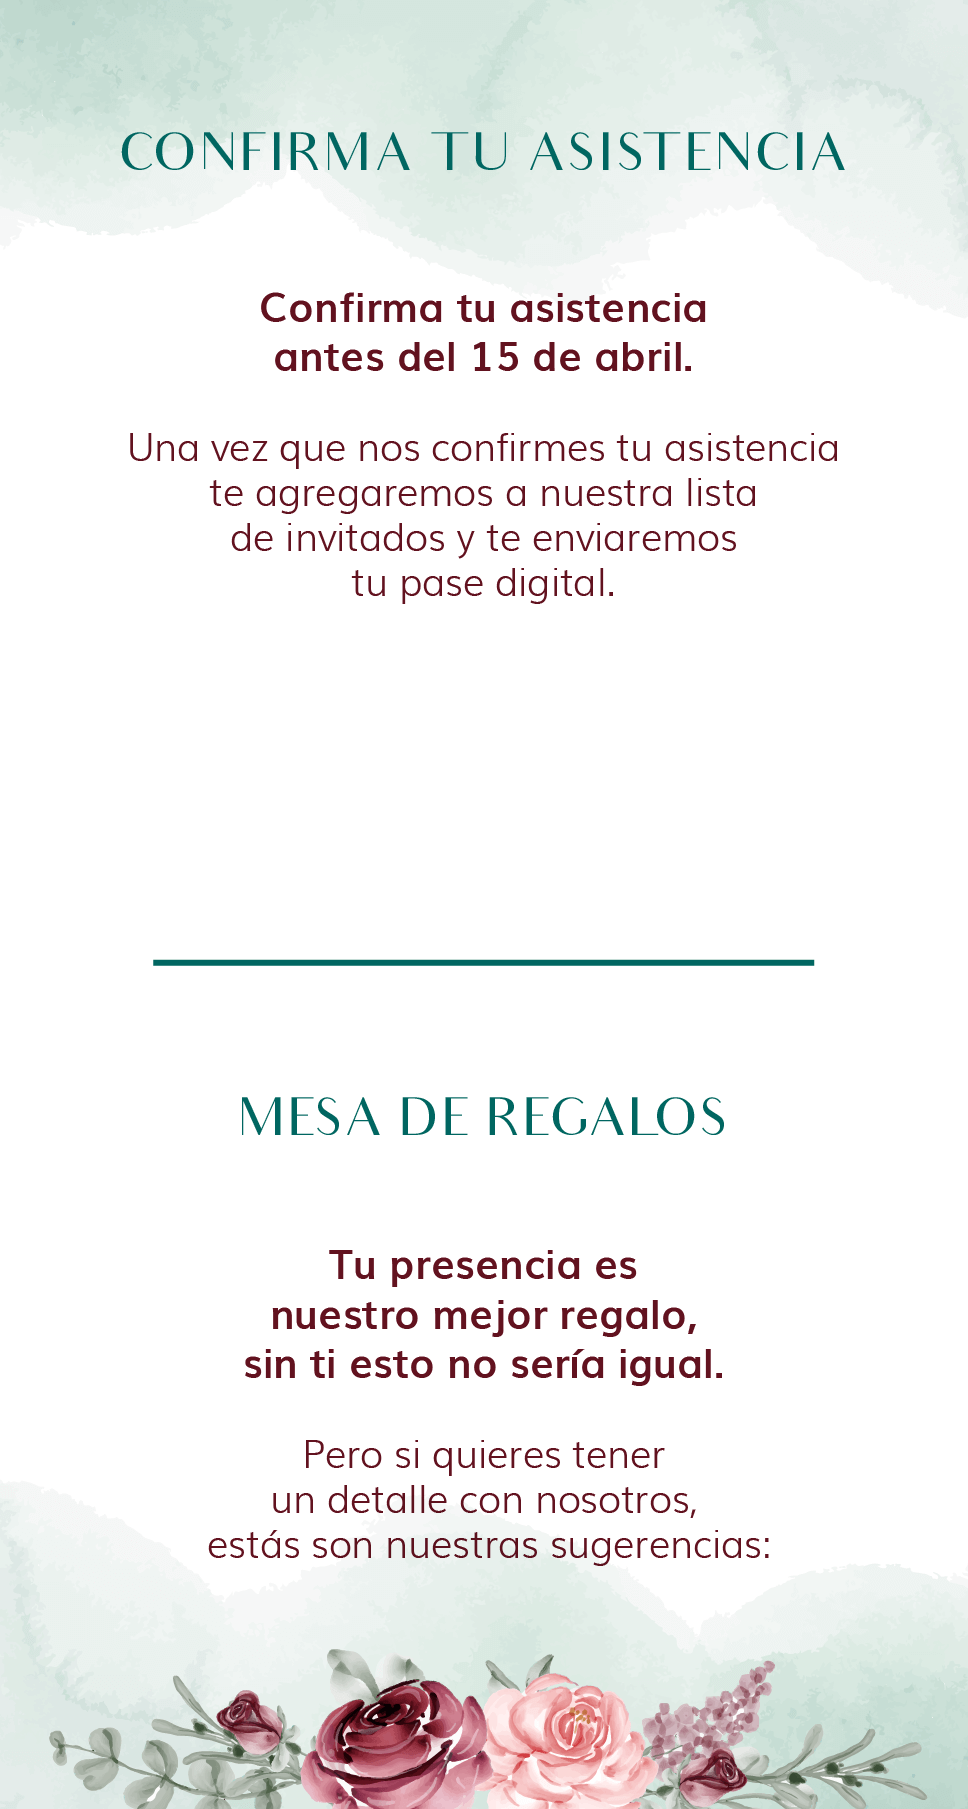 CONFIRMA TU ASISTENCIA
Confirma tu asistencia
antes del 15 de abril.
Una vez que nos confirmes tu asistencia
te agregaremos a nuestra lista
de invitados y te enviaremos
tu pase digital.
MESA DE REGALOS
Tu presencia es
nuestro mejor regalo,
sin ti esto no sería igual.
Pero si quieres tener
un detalle con nosotros,
estás son nuestras sugerencias: